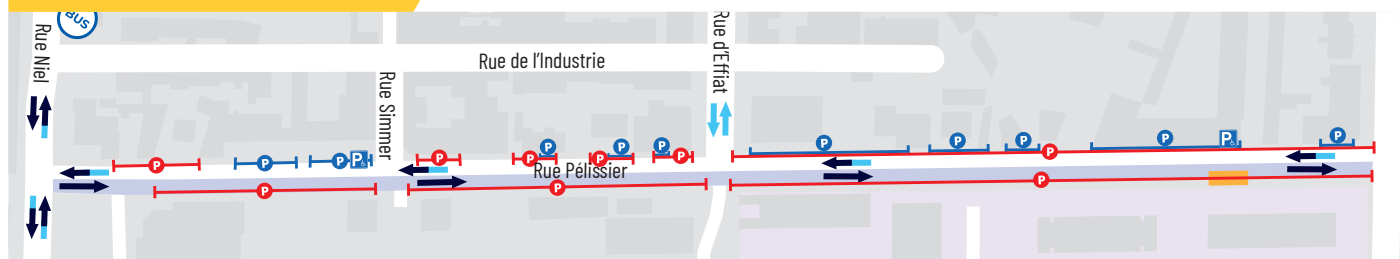 BUS
Rue Niel
Rue de l'Industrie
Rue d'Effiat
Rue Simmer
P P P P
P P P P P P P
P P P P P P
Rue Pélissier
P P P